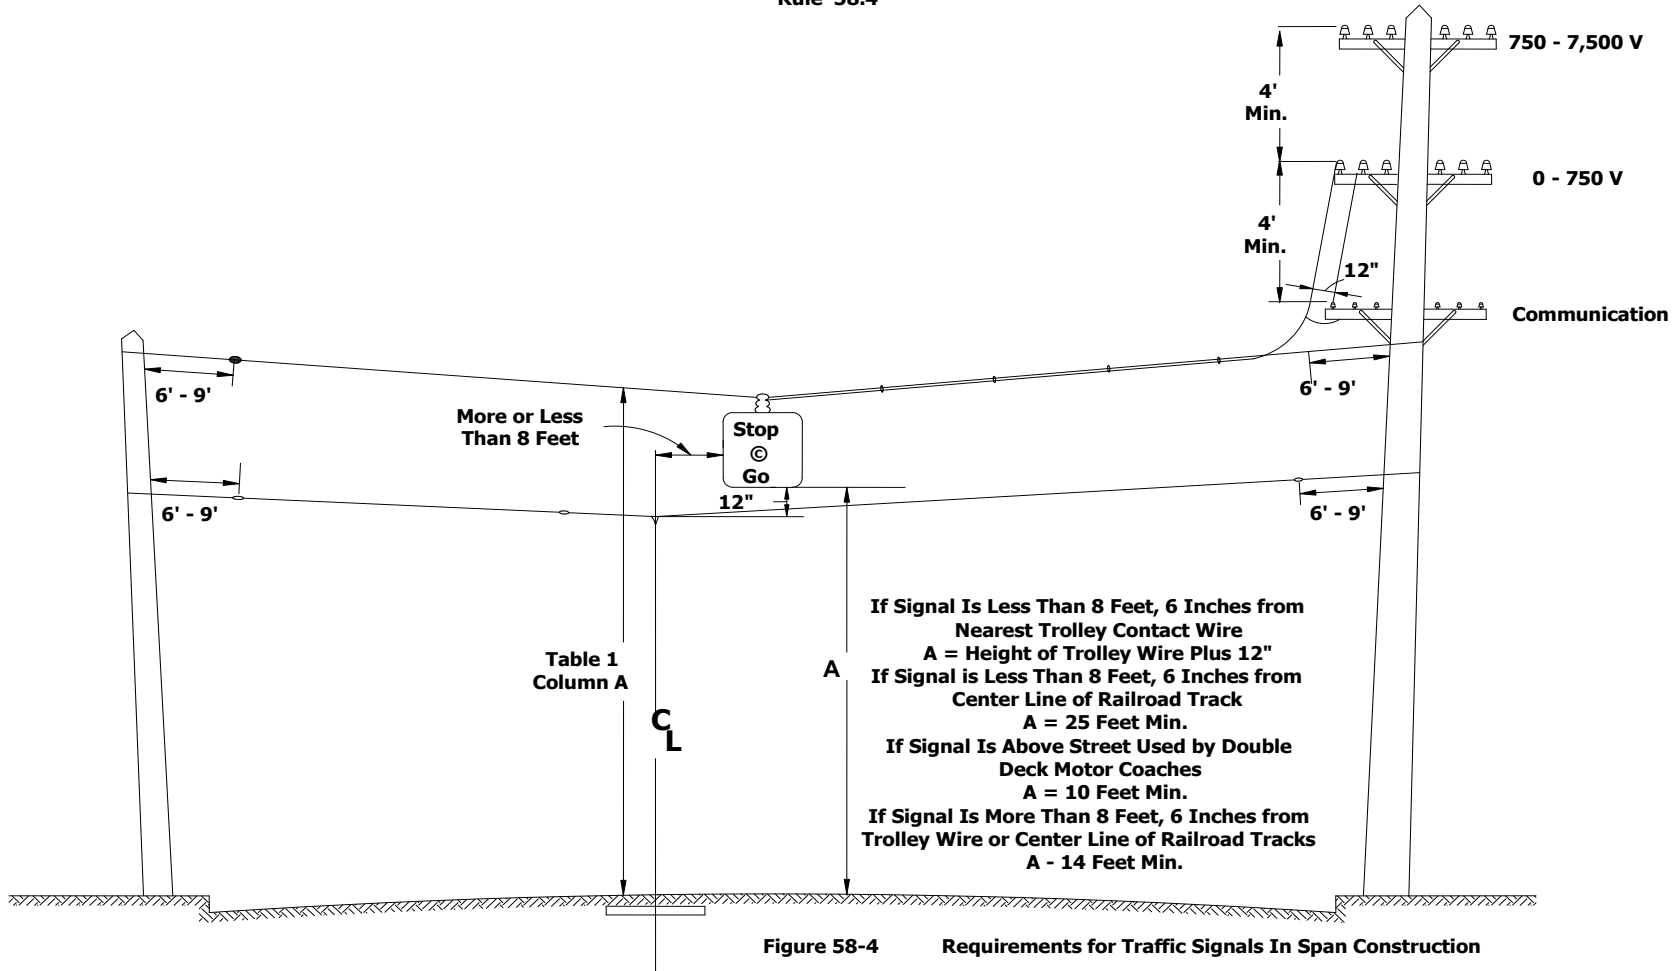 Rule 58.4
750 - 7,500 V
4'
Min.
0 - 750 V
4'
Min.
12"
Communication
6' - 9'
6' - 9'
More or Less
Than 8 Feet
Stop
©
Go
12"
6' - 9'
6' - 9'
Table 1
Column A
A
C
L
If Signal Is Less Than 8 Feet, 6 Inches from
Nearest Trolley Contact Wire
A = Height of Trolley Wire Plus 12"
If Signal is Less Than 8 Feet, 6 Inches from
Center Line of Railroad Track
A = 25 Feet Min.
If Signal Is Above Street Used by Double
Deck Motor Coaches
A = 10 Feet Min.
If Signal Is More Than 8 Feet, 6 Inches from
Trolley Wire or Center Line of Railroad Tracks
A - 14 Feet Min.
Figure 58-4 Requirements for Traffic Signals In Span Construction